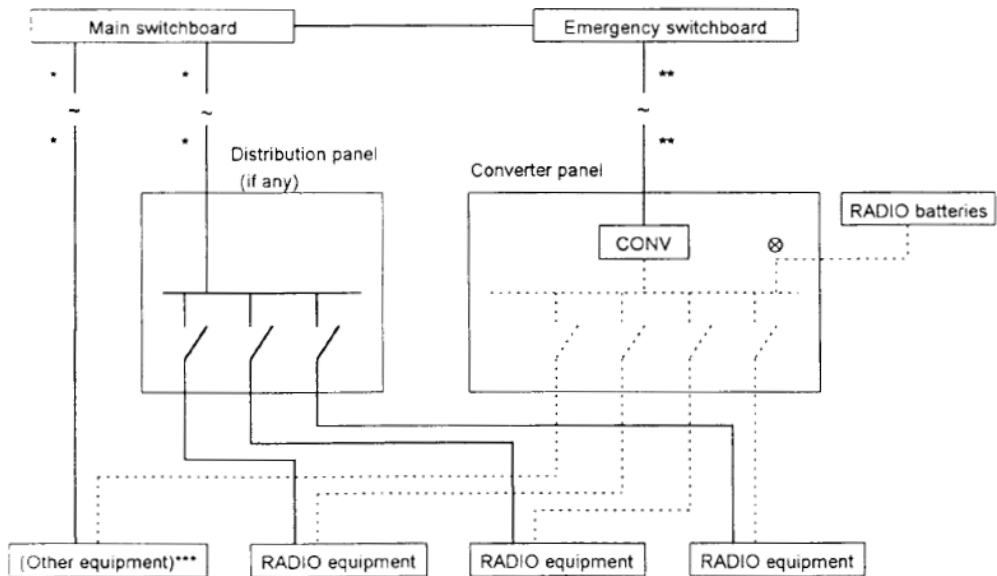 Main switchboard
Emergency switchboard
* * **
~ ~ ~
* * **
Distribution panel
(if any)
Converter panel
RADIO batteries
CONV
(Other equipment)***
RADIO equipment
RADIO equipment
RADIO equipment